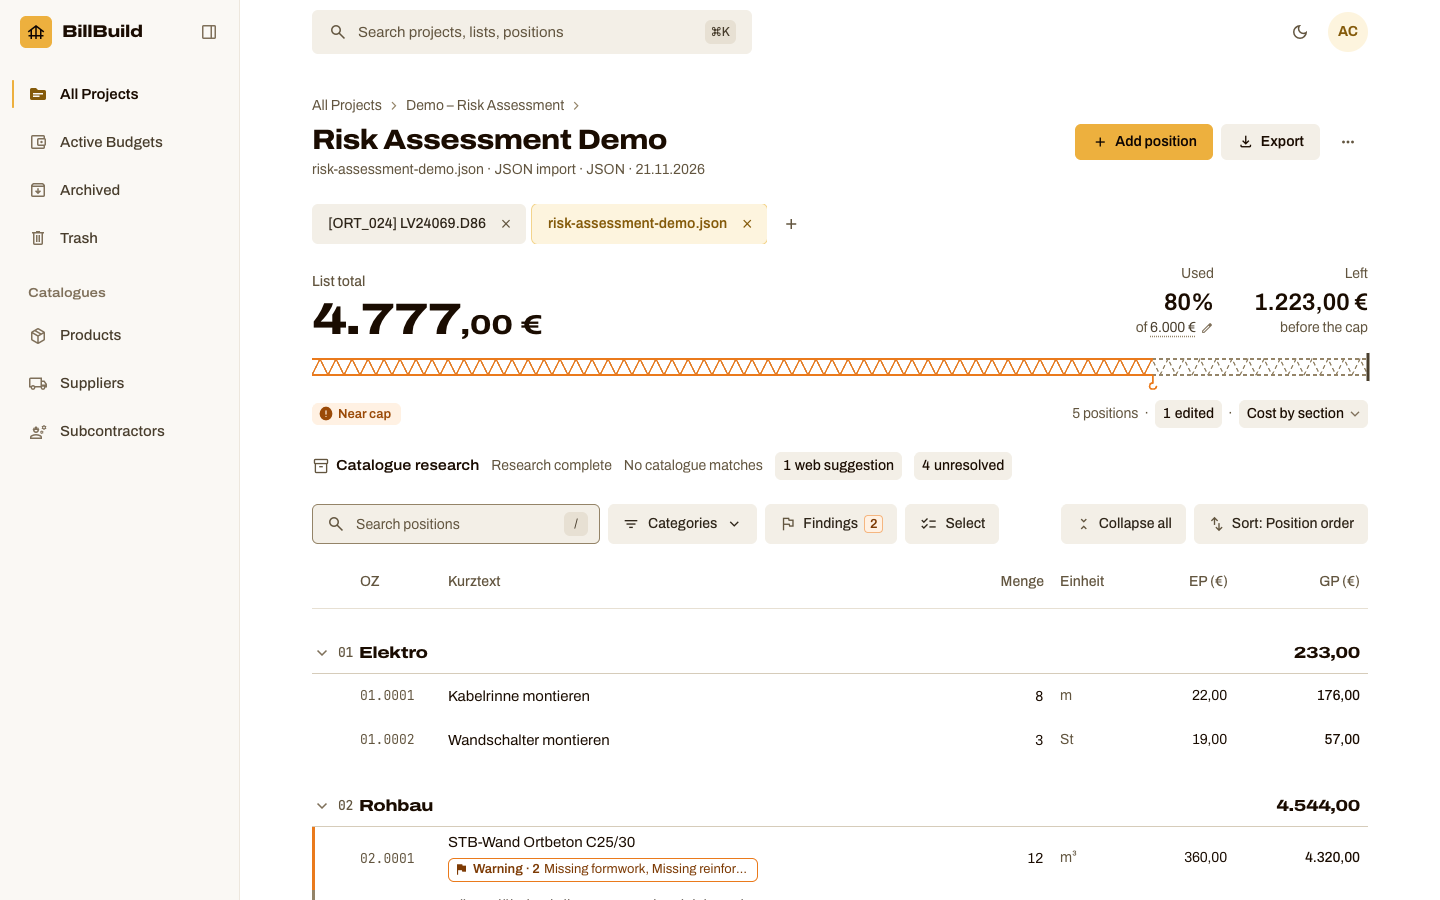 BillBuild
Search projects, lists, positions ⌘K
AC
All Projects
Active Budgets
Archived
Trash
Catalogues
Products
Suppliers
Subcontractors
All Projects › Demo – Risk Assessment ›
Risk Assessment Demo
risk-assessment-demo.json · JSON import · JSON · 21.11.2026
+ Add position
Export
[ORT_024] LV24069.D86 ×
risk-assessment-demo.json ×
+
List total
4.777,00 €
Used
80%
of 6.000 €
Left
1.223,00 €
before the cap
Near cap
5 positions · 1 edited · Cost by section
Catalogue research Research complete No catalogue matches 1 web suggestion 4 unresolved
Search positions /
Categories
Findings 2
Select
Collapse all
Sort: Position order
OZ Kurztext Menge Einheit EP (€) GP (€)
01 Elektro 233,00
01.0001 Kabelrinne montieren 8 m 22,00 176,00
01.0002 Wandschalter montieren 3 St 19,00 57,00
02 Rohbau 4.544,00
02.0001 STB-Wand Ortbeton C25/30 12 m³ 360,00 4.320,00
Warning · 2 Missing formwork, Missing reinfor...